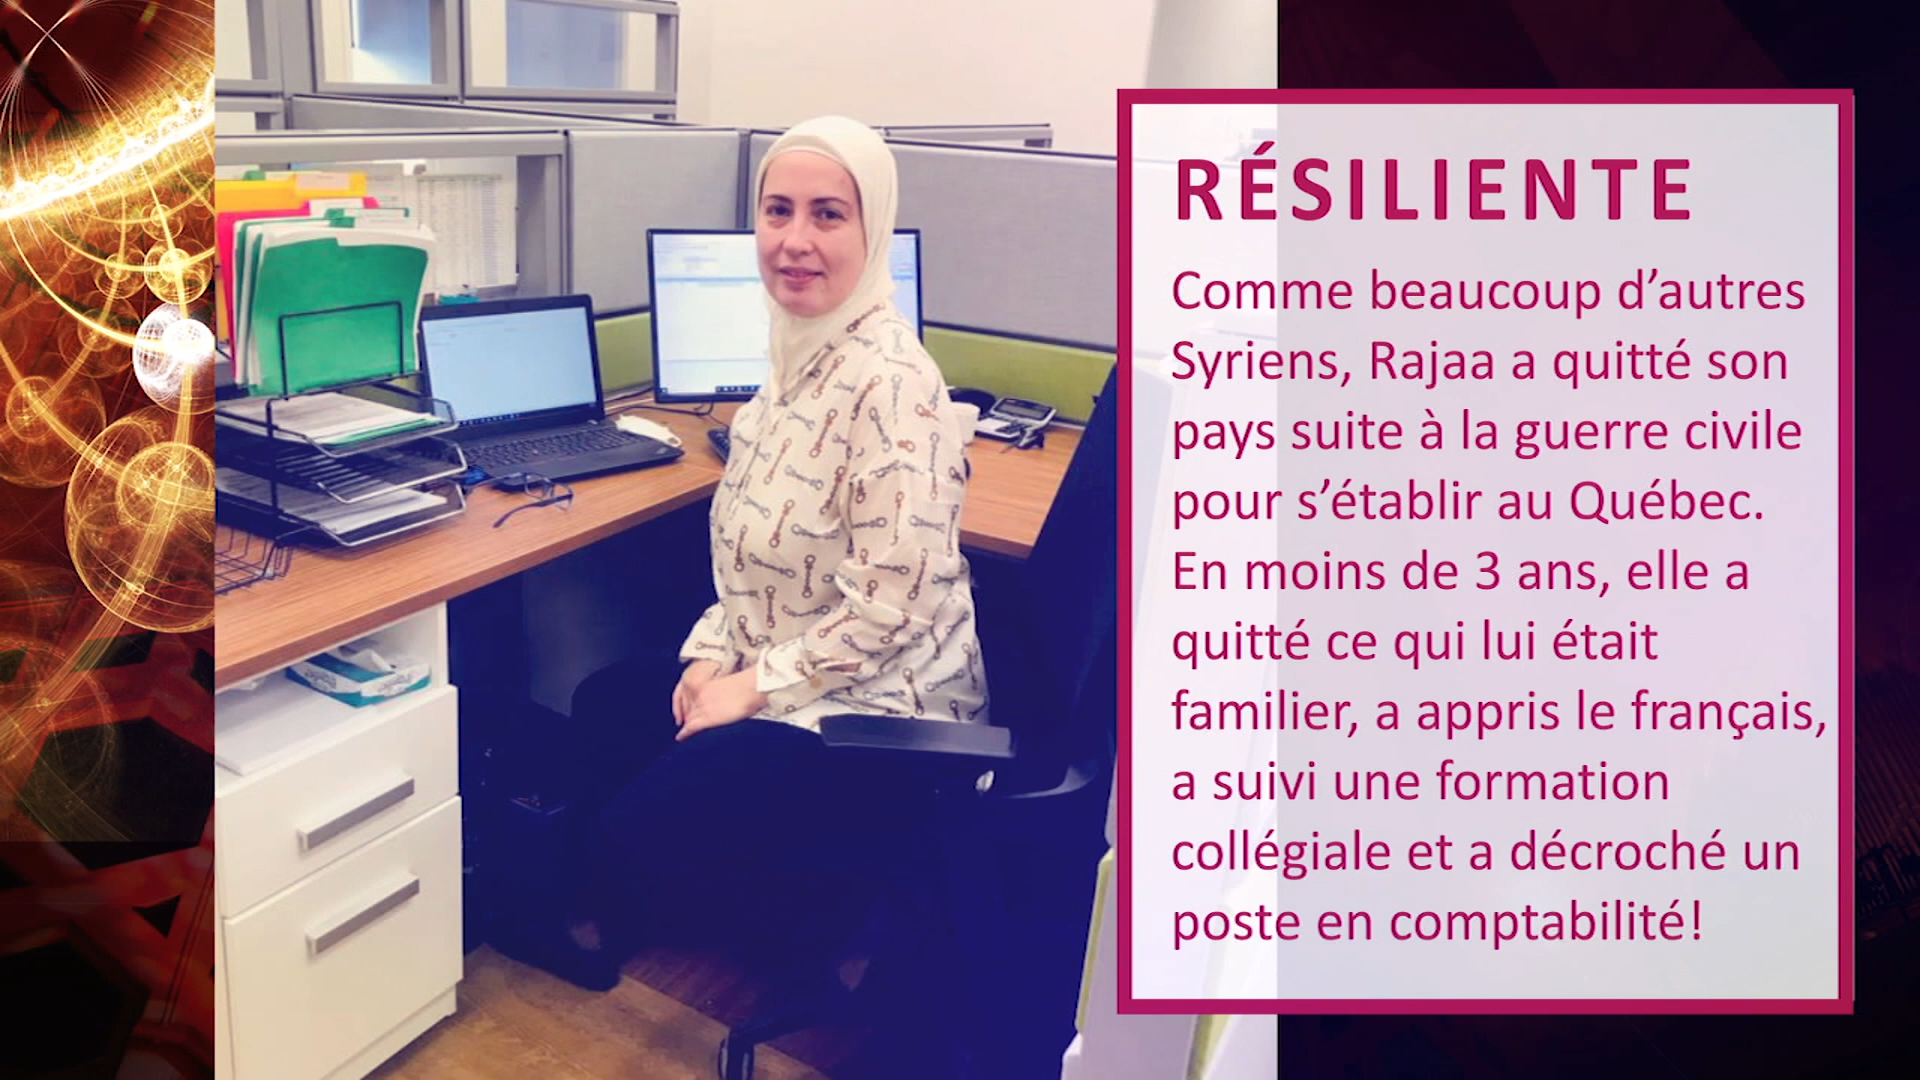 RÉSILIENTE
Comme beaucoup d’autres
Syriens, Rajaa a quitté son
pays suite à la guerre civile
pour s’établir au Québec.
En moins de 3 ans, elle a
quitté ce qui lui était
familier, a appris le français,
a suivi une formation
collégiale et a décroché un
poste en comptabilité!